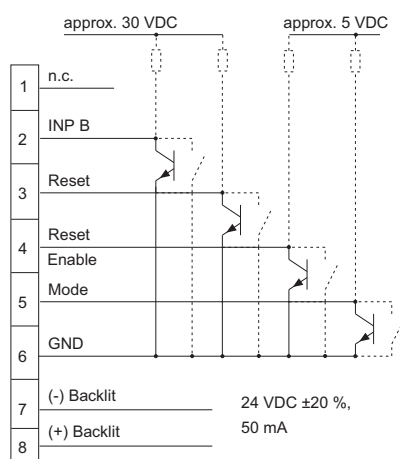 approx. 30 VDC
approx. 5 VDC
1 n.c.
2 INP B
3 Reset
4 Reset
Enable
5 Mode
6 GND
7 (-) Backlit
8 (+) Backlit
24 VDC ±20 %,
50 mA